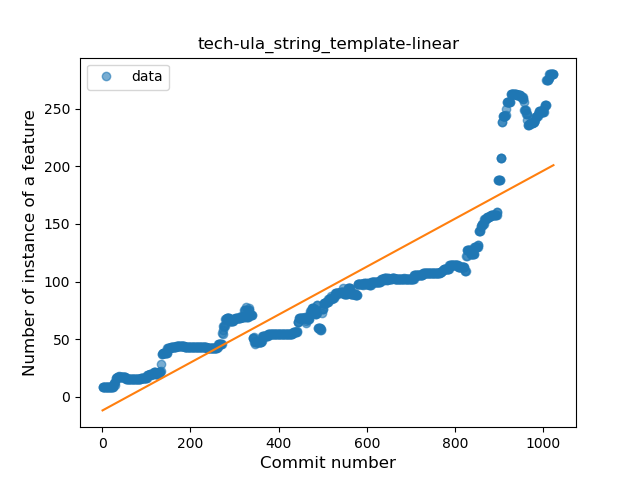 tech-ula_string_template-linear
data
Number of instance of a feature
250
200
150
100
50
0
0 200 400 600 800 1000
Commit number